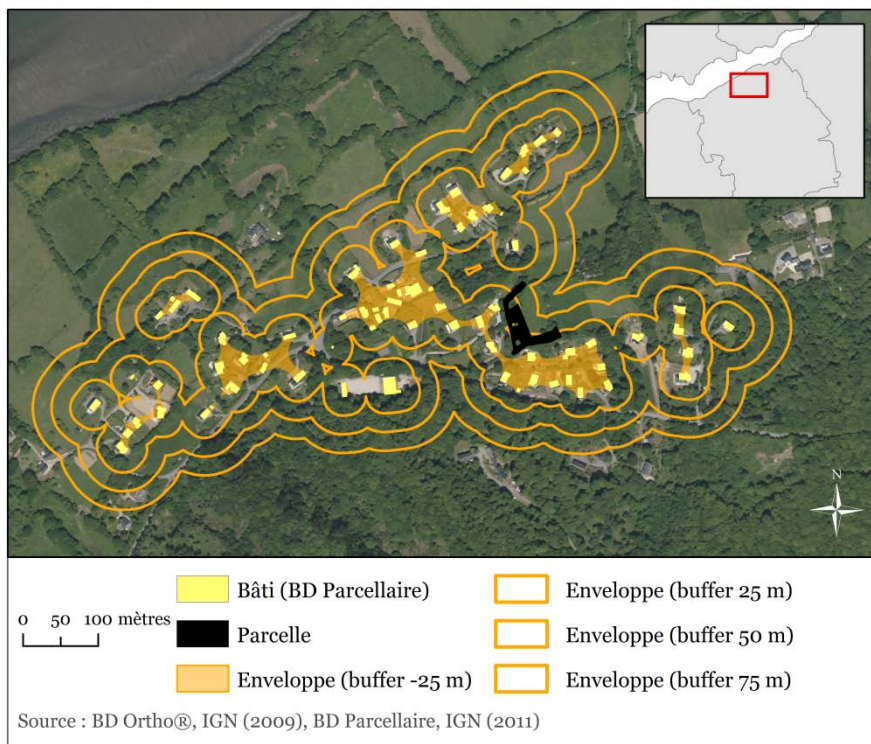 N
0 50 100 mètres
Bâti (BD Parcellaire)
Parcelle
Enveloppe (buffer -25 m)
Enveloppe (buffer 25 m)
Enveloppe (buffer 50 m)
Enveloppe (buffer 75 m)
Source : BD Ortho®, IGN (2009), BD Parcellaire, IGN (2011)